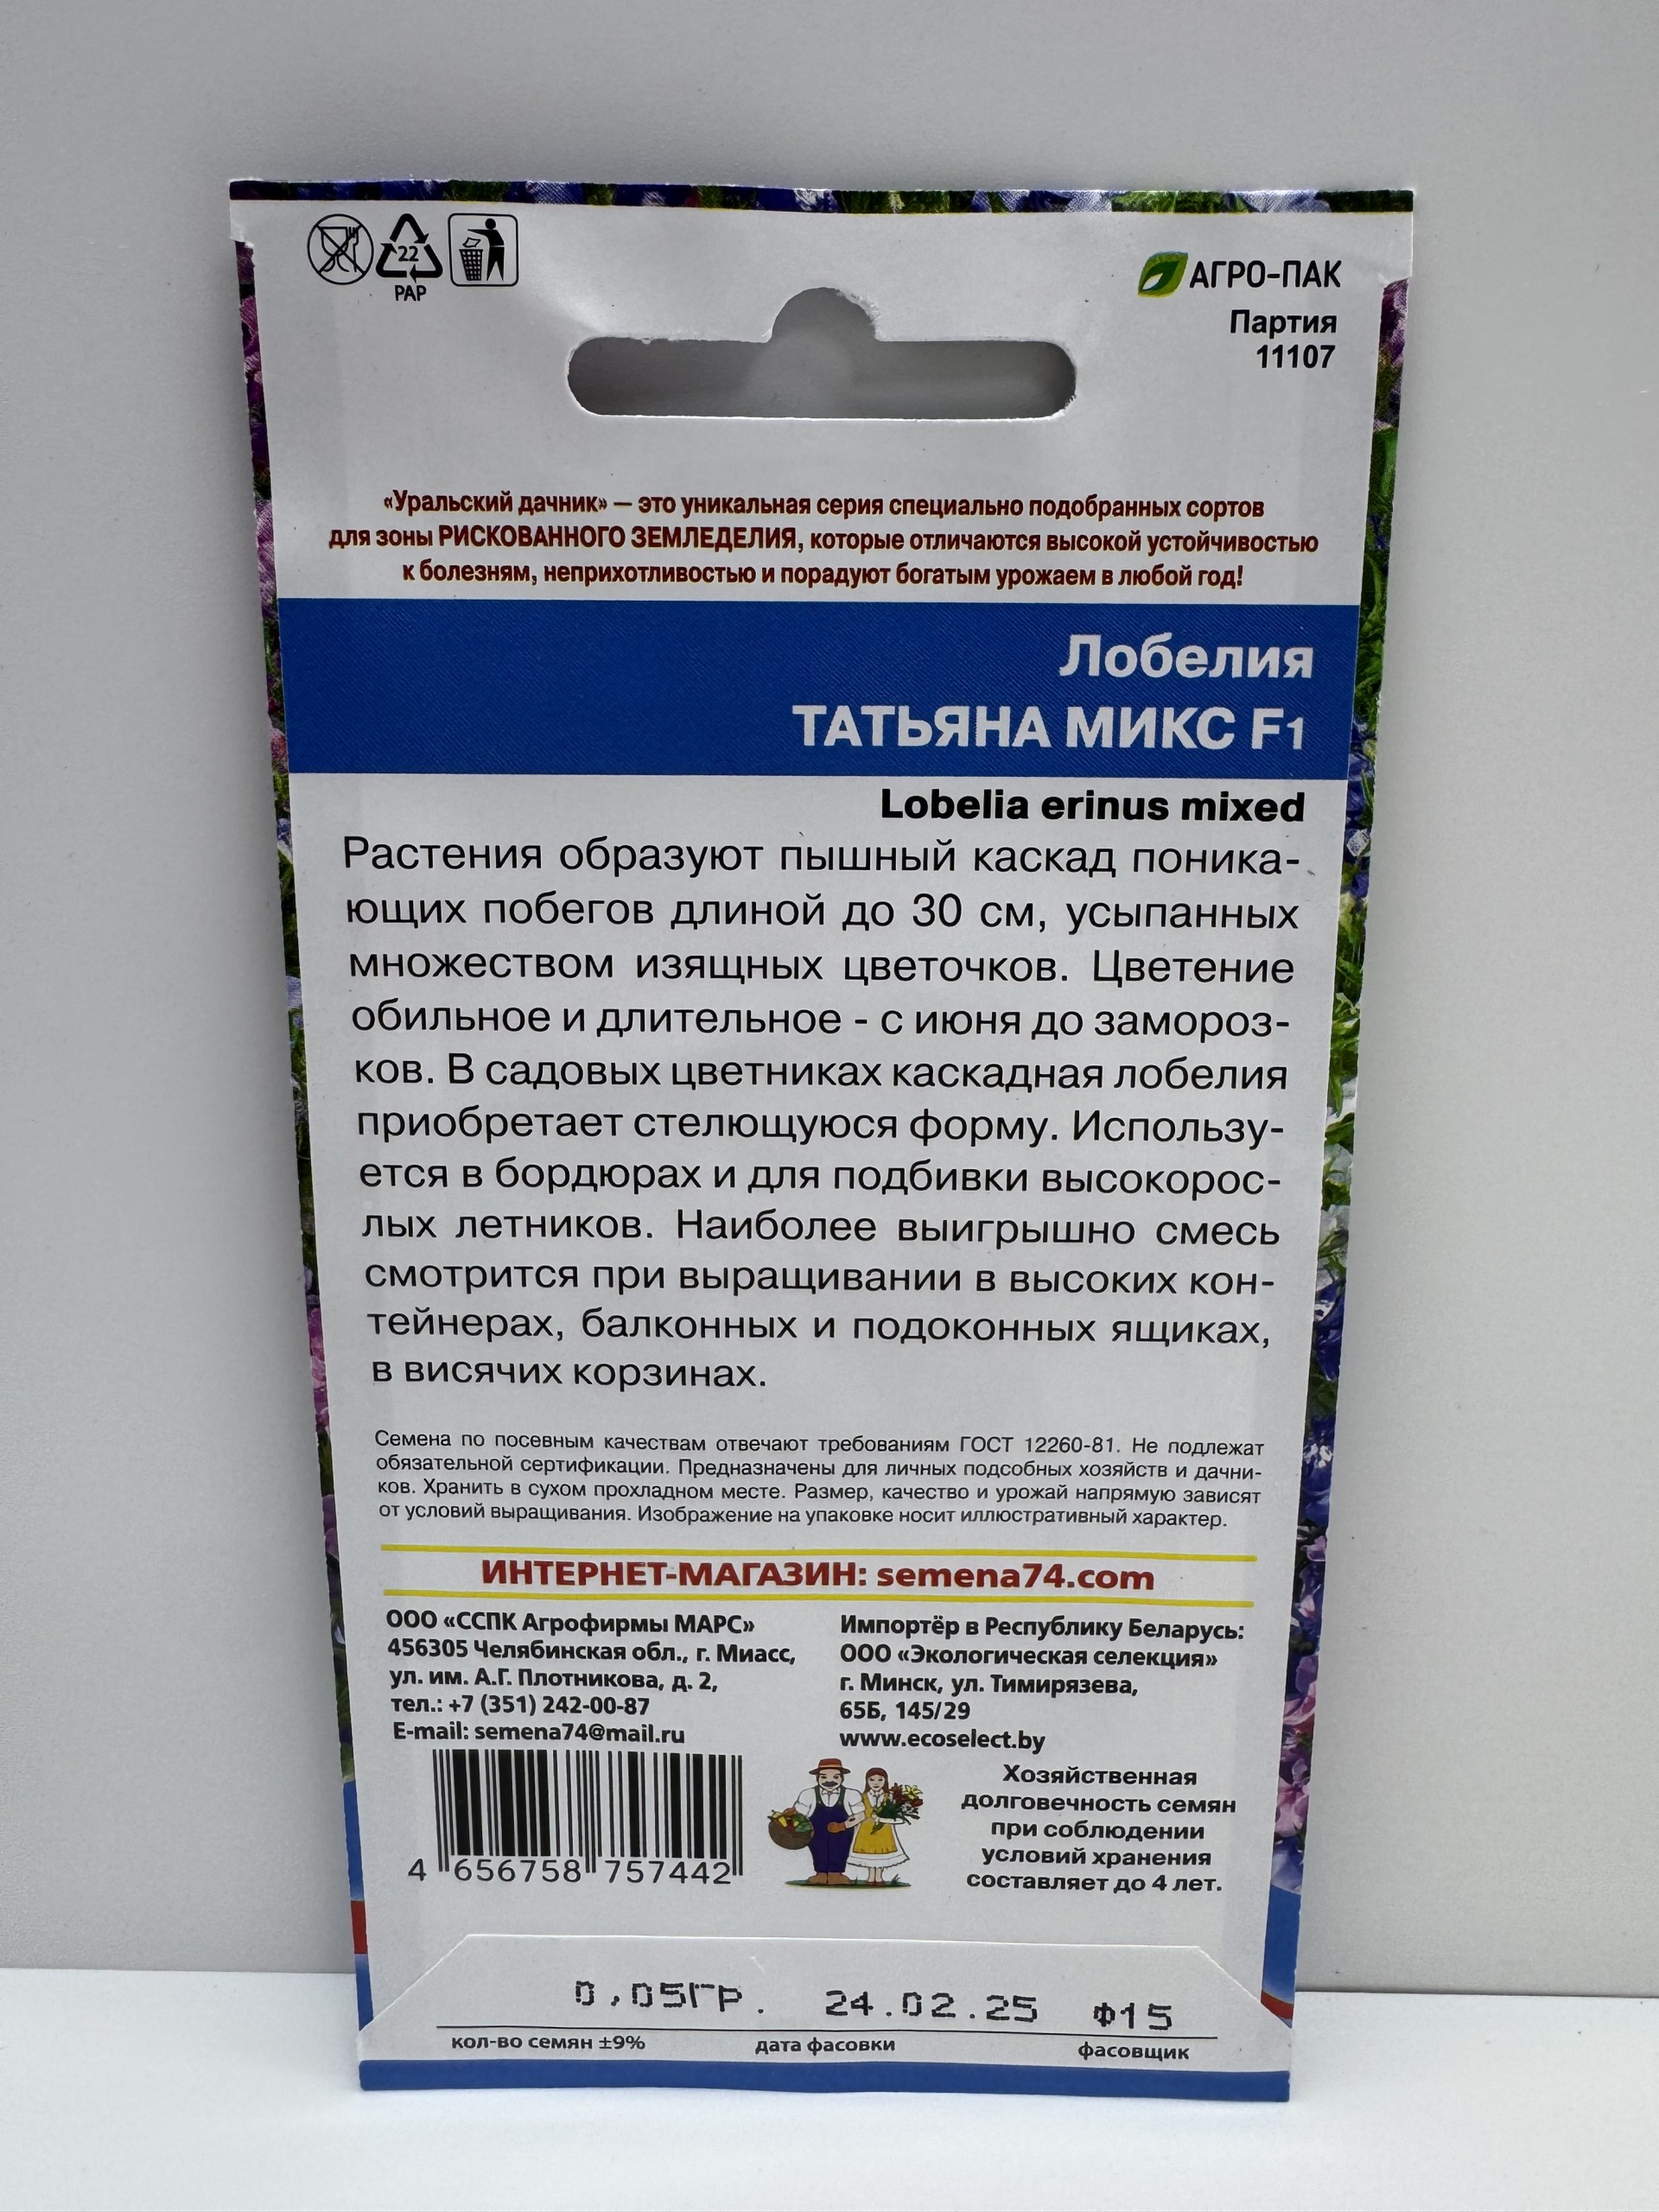 22
PAP
АГРО-ПАК
Партия
11107
«Уральский дачник» — это уникальная серия специально подобранных сортов
для зоны РИСКОВАННОГО ЗЕМЛЕДЕЛИЯ, которые отличаются высокой устойчивостью
к болезням, неприхотливостью и порадуют богатым урожаем в любой год!
Лобелия
ТАТЬЯНА МИКС F1
Lobelia erinus mixed
Растения образуют пышный каскад поника-
ющих побегов длиной до 30 см, усыпанных
множеством изящных цветочков. Цветение
обильное и длительное - с июня до замороз-
ков. В садовых цветниках каскадная лобелия
приобретает стелющуюся форму. Использу-
ется в бордюрах и для подбивки высокорос-
лых летников. Наиболее выигрышно смесь
смотрится при выращивании в высоких кон-
тейнерах, балконных и подоконных ящиках,
в висячих корзинах.
Семена по посевным качествам отвечают требованиям ГОСТ 12260-81. Не подлежат
обязательной сертификации. Предназначены для личных подсобных хозяйств и дачни-
ков. Хранить в сухом прохладном месте. Размер, качество и урожай напрямую зависят
от условий выращивания. Изображение на упаковке носит иллюстративный характер.
ИНТЕРНЕТ-МАГАЗИН: semena74.com
ООО «ССПК Агрофирмы МАРС»
456305 Челябинская обл., г. Миасс,
ул. им. А.Г. Плотникова, д. 2,
тел.: +7 (351) 242-00-87
E-mail: semena74@mail.ru
Импортёр в Республику Беларусь:
ООО «Экологическая селекция»
г. Минск, ул. Тимирязева,
65Б, 145/29
www.ecoselect.by
4 656758 757442
Хозяйственная
долговечность семян
при соблюдении
условий хранения
составляет до 4 лет.
0,05ГР. 24.02.25 Ф15
кол-во семян ±9% дата фасовки фасовщик